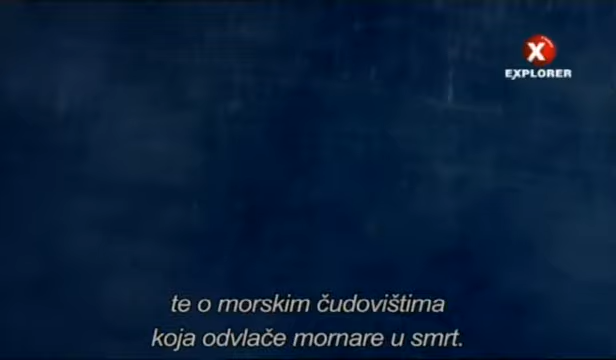 X
EXPLORER
te o morskim čudovištima
koja odvlače mornare u smrt.